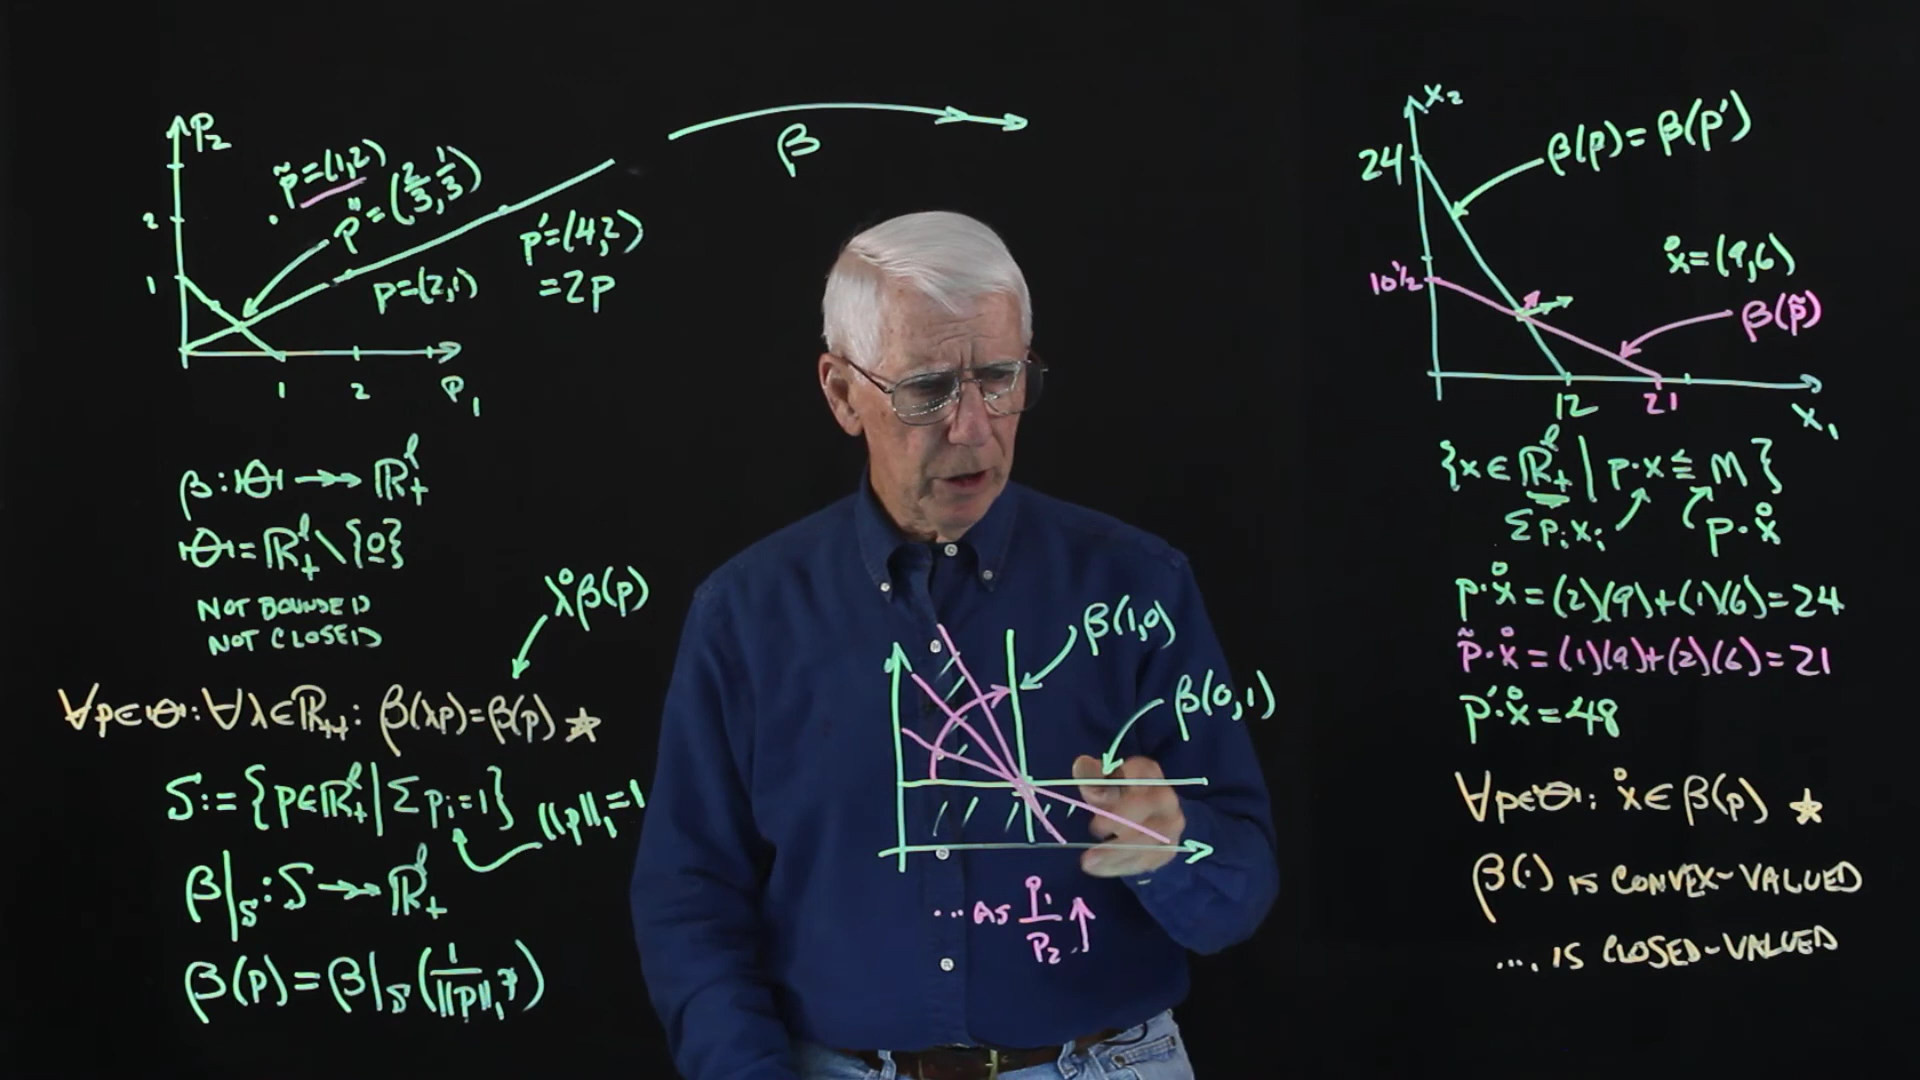 P₂
p̃=(1,2)
p''=(2/3,1/3)
2
1
p=(2,1)
p'=(4,2)
=2p
1 2 P₁
β:Θ↠ℝ₊ˡ
Θ=ℝ₊ˡ\{0}
NOT BOUNDED
NOT CLOSED
λ̊β(p)
∀p∈Θ:∀λ∈ℝ₊₊: β(λp)=β(p) ☆
S:={p∈ℝ₊ˡ|Σpᵢ=1}
||p||₁=1
β|ₛ:S↠ℝ₊ˡ
β(p)=β|ₛ(1/||p||₁ p)
β
β(1,0)
β(0,1)
...AS P₁/P₂ ↑
X₂
24
β(p)=β(p')
x̊=(9,6)
10½
β(p̃)
12 21 X₁
{x∈ℝ₊ˡ|p·x≦M}
Σpᵢxᵢ p·x̊
p·x̊=(2)(9)+(1)(6)=24
p̃·x̊=(1)(9)+(2)(6)=21
p'·x̊=48
∀p∈Θ: x̊∈β(p) ☆
β(·) IS CONVEX-VALUED
.... IS CLOSED-VALUED